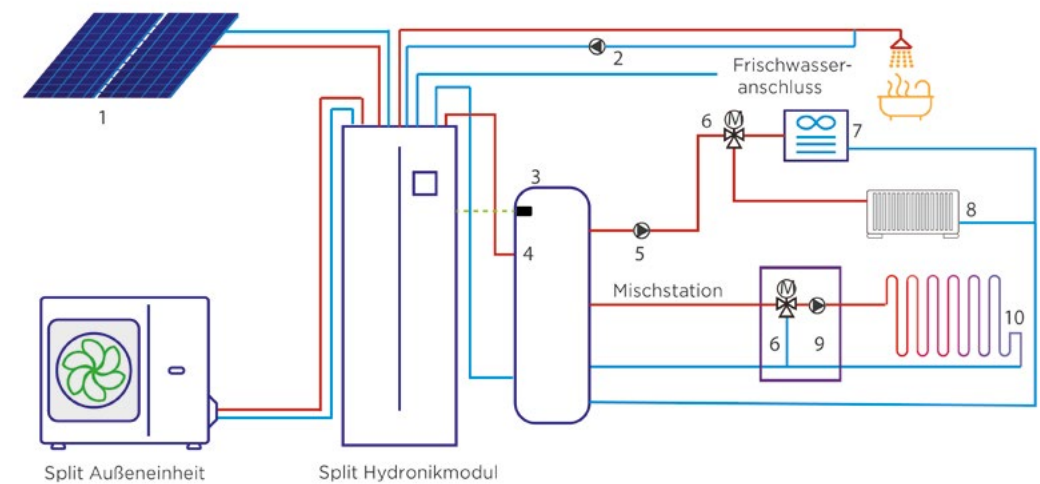 1
2
Frischwasser-
anschluss
6
M
7
3
8
4
5
Mischstation
M
6
9
10
Split Außeneinheit
Split Hydronikmodul